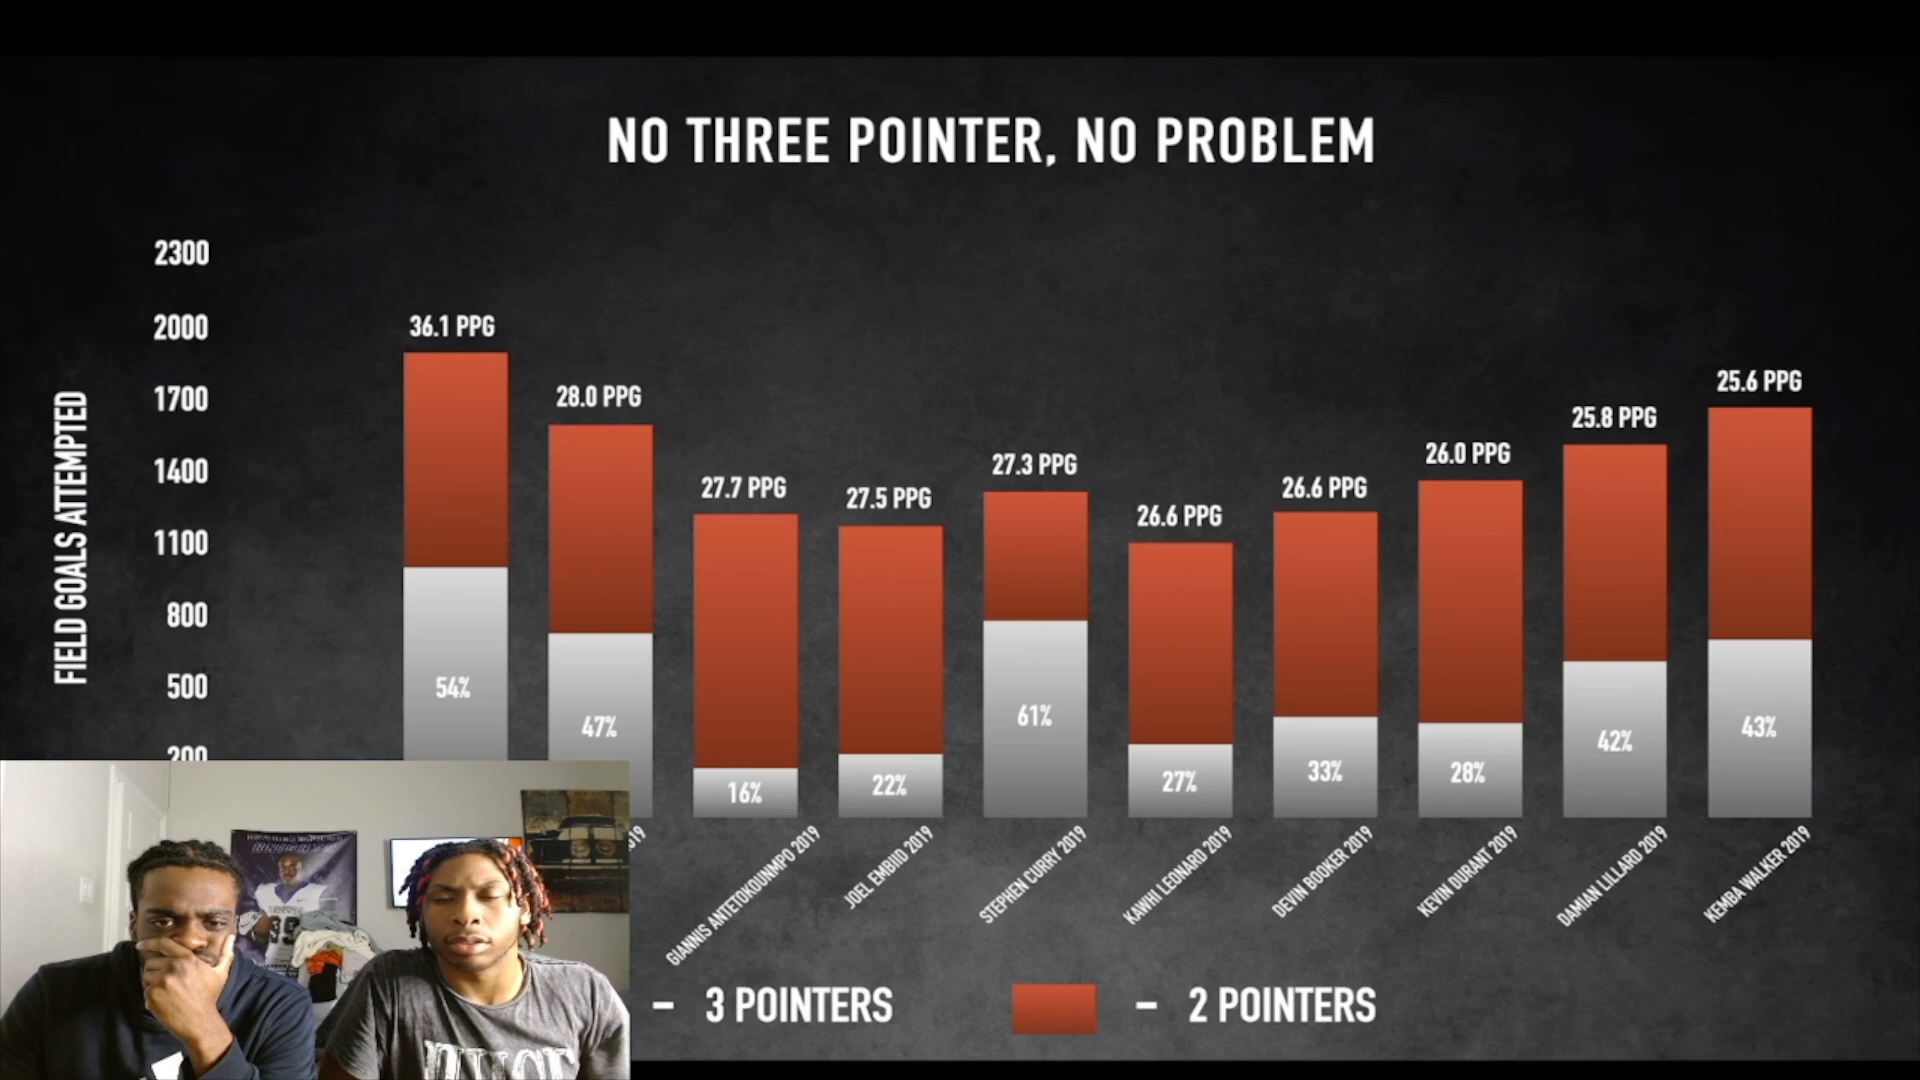 NO THREE POINTER, NO PROBLEM
FIELD GOALS ATTEMPTED
2300
2000
1700
1400
1100
800
500
200
36.1 PPG
28.0 PPG
27.7 PPG
27.5 PPG
27.3 PPG
26.6 PPG
26.6 PPG
26.0 PPG
25.8 PPG
25.6 PPG
54%
47%
16%
22%
61%
27%
33%
28%
42%
43%
GIANNIS ANTETOKOUNMPO 2019
JOEL EMBIID 2019
STEPHEN CURRY 2019
KAWHI LEONARD 2019
DEVIN BOOKER 2019
KEVIN DURANT 2019
DAMIAN LILLARD 2019
KEMBA WALKER 2019
- 3 POINTERS
- 2 POINTERS